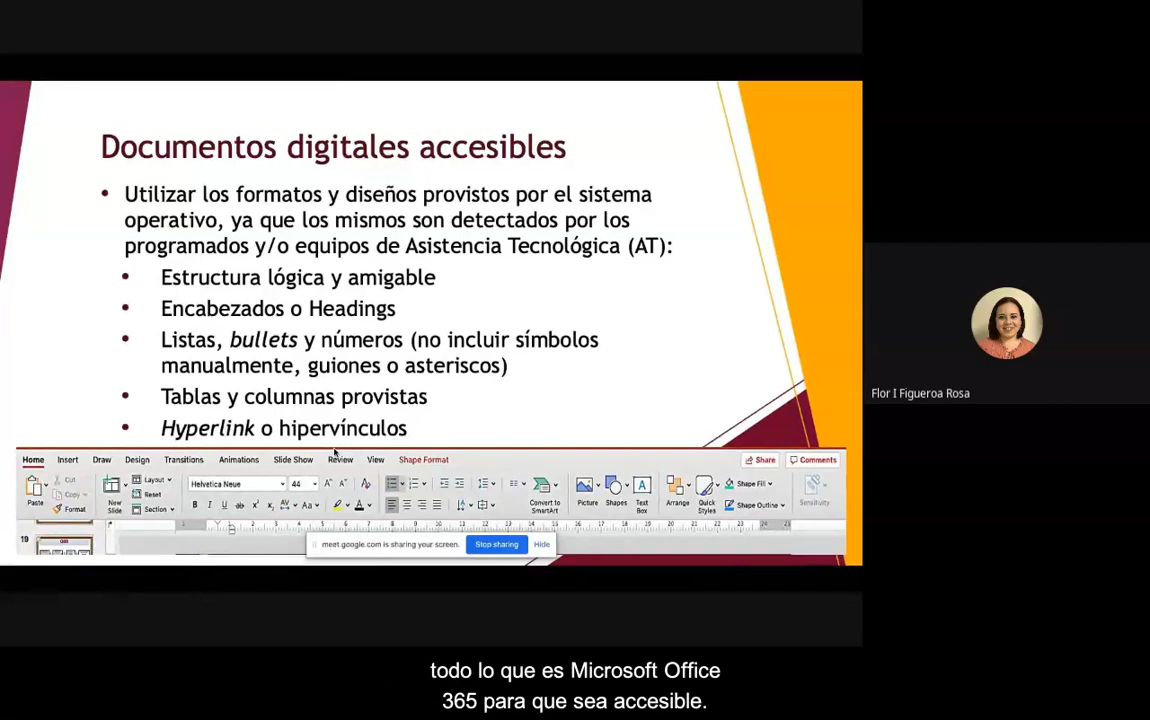 Documentos digitales accesibles
• Utilizar los formatos y diseños provistos por el sistema
operativo, ya que los mismos son detectados por los
programados y/o equipos de Asistencia Tecnológica (AT):
• Estructura lógica y amigable
• Encabezados o Headings
• Listas, bullets y números (no incluir símbolos
manualmente, guiones o asteriscos)
• Tablas y columnas provistas
• Hyperlink o hipervínculos
Flor I Figueroa Rosa
Home Insert Draw Design Transitions Animations Slide Show Review View Shape Format Share Comments
Paste Cut Copy Format
New Slide Layout Reset Section
Helvetica Neue 44
B I U
Convert to SmartArt
Picture Shapes Text Box Arrange Quick Styles Shape Fill Shape Outline Sensitivity
19
meet.google.com is sharing your screen. Stop sharing Hide
todo lo que es Microsoft Office
365 para que sea accesible.